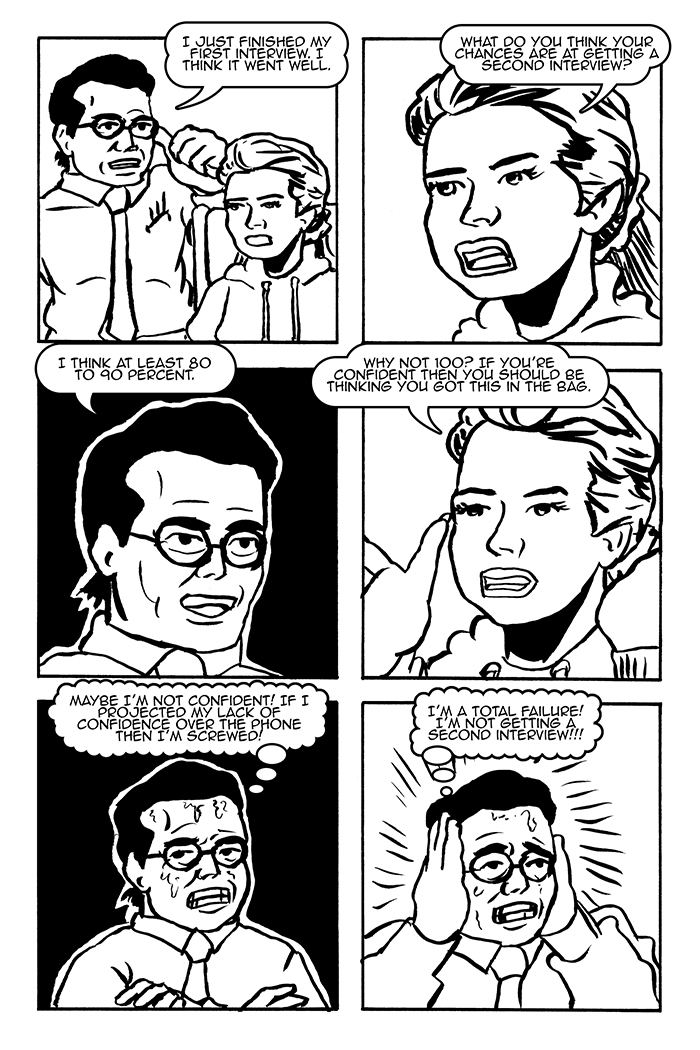 I JUST FINISHED MY
FIRST INTERVIEW. I
THINK IT WENT WELL.
WHAT DO YOU THINK YOUR
CHANCES ARE AT GETTING A
SECOND INTERVIEW?
I THINK AT LEAST 80
TO 90 PERCENT.
WHY NOT 100? IF YOU'RE
CONFIDENT THEN YOU SHOULD BE
THINKING YOU GOT THIS IN THE BAG.
MAYBE I'M NOT CONFIDENT! IF I
PROJECTED MY LACK OF
CONFIDENCE OVER THE PHONE
THEN I'M SCREWED!
I'M A TOTAL FAILURE!
I'M NOT GETTING A
SECOND INTERVIEW!!!